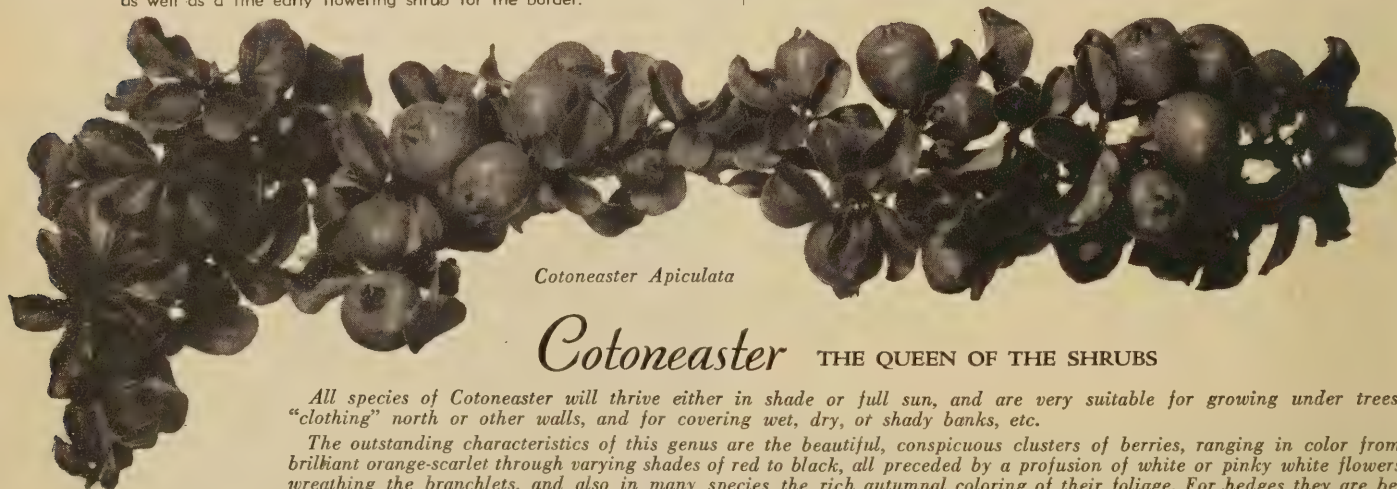 as well as a fine early flowering shrub for the border.
Cotoneaster Apiculata
Cotoneaster THE QUEEN OF THE SHRUBS
All species of Cotoneaster will thrive either in shade or full sun, and are very suitable for growing under trees
"clothing" north or other walls, and for covering wet, dry, or shady banks, etc.
The outstanding characteristics of this genus are the beautiful, conspicuous clusters of berries, ranging in color from
brilliant orange-scarlet through varying shades of red to black, all preceded by a profusion of white or pinky white flowers
wreathing the branchlets, and also in many species the rich autumnal coloring of their foliage. For hedges they are be